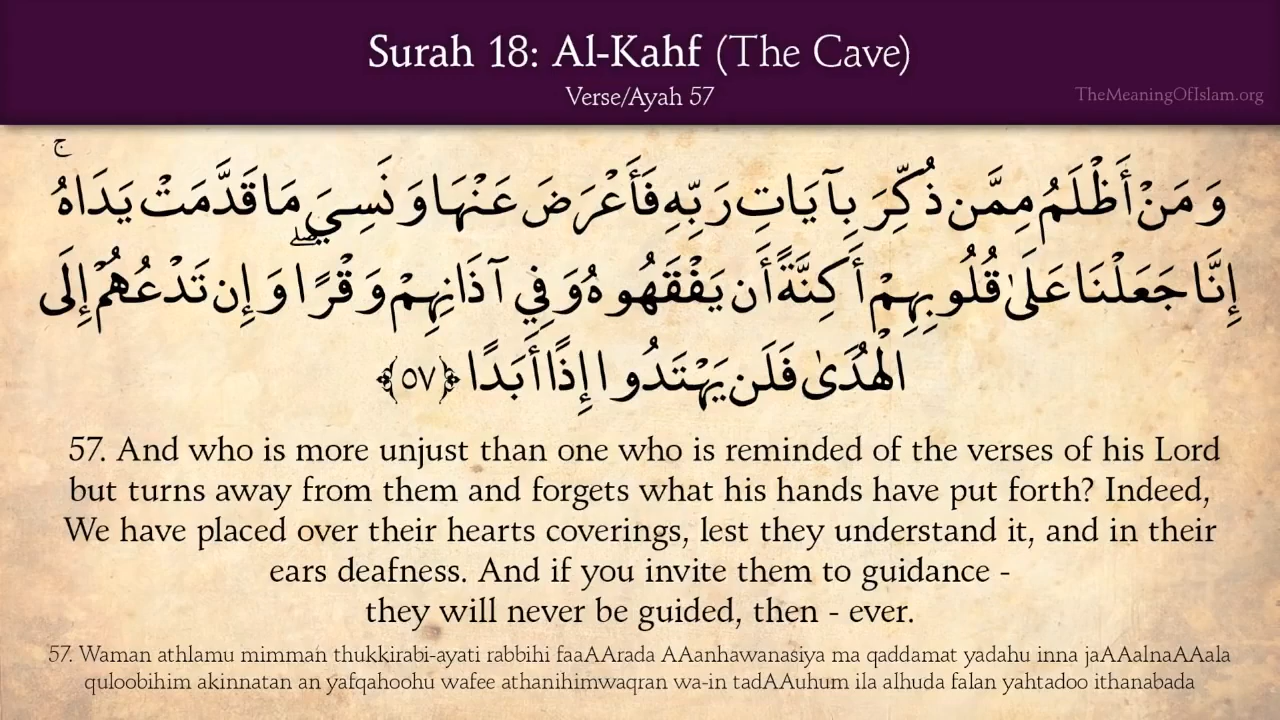 Surah 18: Al-Kahf (The Cave)
Verse/Ayah 57
TheMeaningOfIslam.org
وَمَنْ أَظْلَمُ مِمَّن ذُكِّرَ بِآيَاتِ رَبِّهِ فَأَعْرَضَ عَنْهَا وَنَسِيَ مَا قَدَّمَتْ يَدَاهُ ۚ
إِنَّا جَعَلْنَا عَلَىٰ قُلُوبِهِمْ أَكِنَّةً أَن يَفْقَهُوهُ وَفِي آذَانِهِمْ وَقْرًا ۖ وَإِن تَدْعُهُمْ إِلَى
الْهُدَىٰ فَلَن يَهْتَدُوا إِذًا أَبَدًا ﴿٥٧﴾
57. And who is more unjust than one who is reminded of the verses of his Lord
but turns away from them and forgets what his hands have put forth? Indeed,
We have placed over their hearts coverings, lest they understand it, and in their
ears deafness. And if you invite them to guidance -
they will never be guided, then - ever.
57. Waman athlamu mimman thukkirabi-ayati rabbihi faaAArada AAanhawanasiya ma qaddamat yadahu inna jaAAalnaAAala
quloobihim akinnatan an yafqahoohu wafee athanihimwaqran wa-in tadAAuhum ila alhuda falan yahtadoo ithanabada